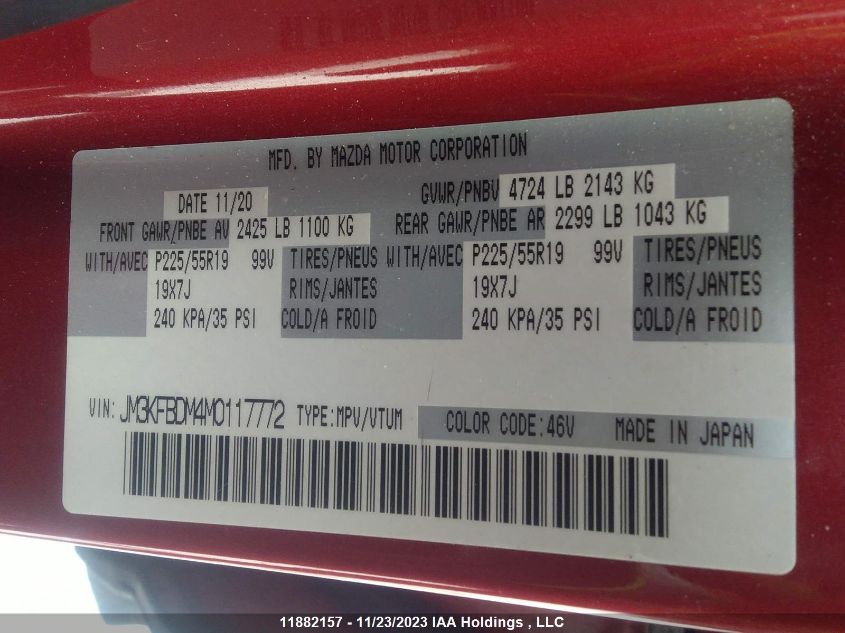 MFD. BY MAZDA MOTOR CORPORATION
DATE 11/20 GVWR/PNBV 4724 LB 2143 KG
FRONT GAWR/PNBE AV 2425 LB 1100 KG REAR GAWR/PNBE AR 2299 LB 1043 KG
WITH/AVEC P225/55R19 99V TIRES/PNEUS WITH/AVEC P225/55R19 99V TIRES/PNEUS
19X7J RIMS/JANTES 19X7J RIMS/JANTES
240 KPA/35 PSI COLD/A FROID 240 KPA/35 PSI COLD/A FROID
VIN: JM3KFBDM4M0117772 TYPE:MPV/VTUM COLOR CODE:46V MADE IN JAPAN
11882157 - 11/23/2023 IAA Holdings , LLC